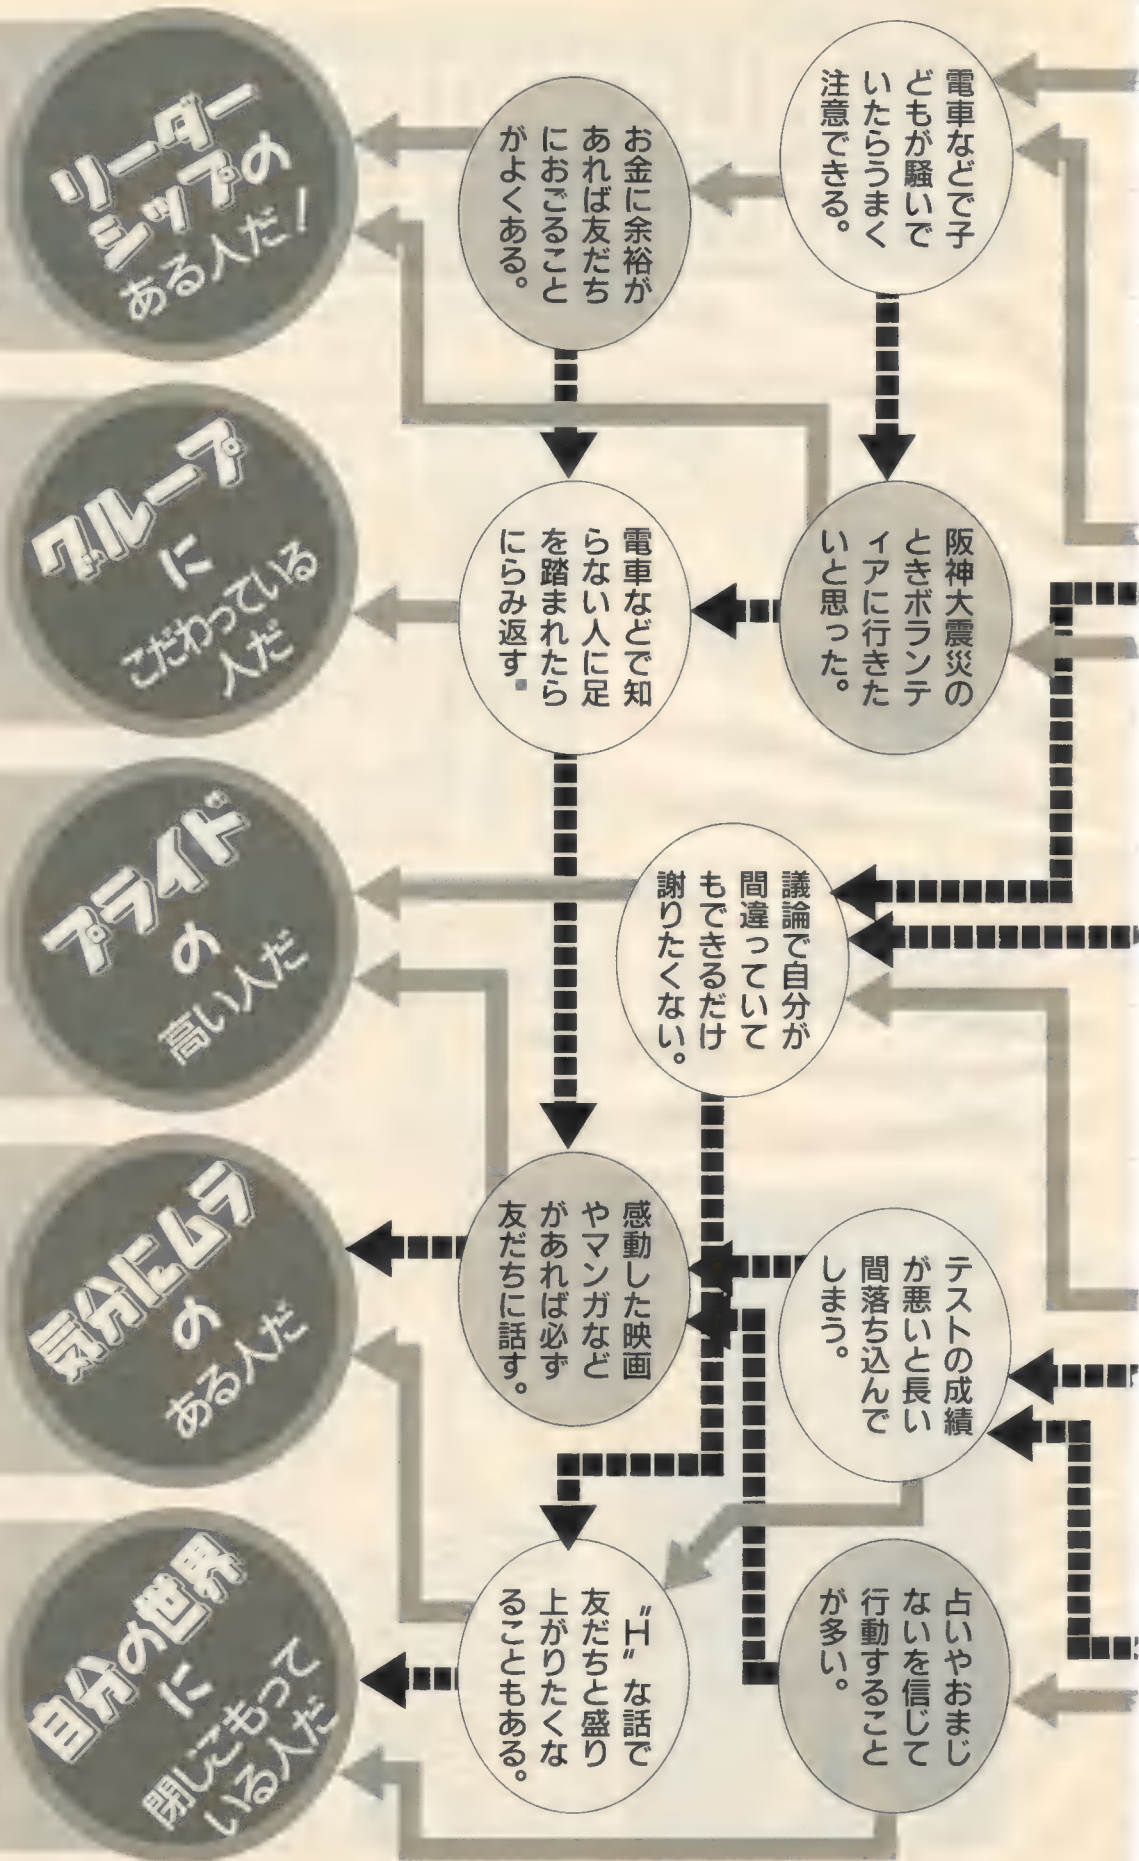 電車などで子
どもが騒いで
いたらうまく
注意できる。
お金に余裕が
あれば友だち
におごること
がよくある。
阪神大震災の
ときボランテ
ィアに行きた
いと思った。
電車などで知
らない人に足
を踏まれたら
にらみ返す。
議論で自分が
間違っていて
もできるだけ
謝りたくない。
テストの成績
が悪いと長い
間落ち込んで
しまう。
感動した映画
やマンガなど
があれば必ず
友だちに話す。
占いやおまじ
ないを信じて
行動すること
が多い。
“H”な話で
友だちと盛り
上がりたくな
ることもある。
リーダー
シップの
ある人だ!
グループ
に
こだわっている
人だ
プライド
の
高い人だ
気分にムラ
の
ある人だ
自分の世界
に
閉じこもって
いる人だ